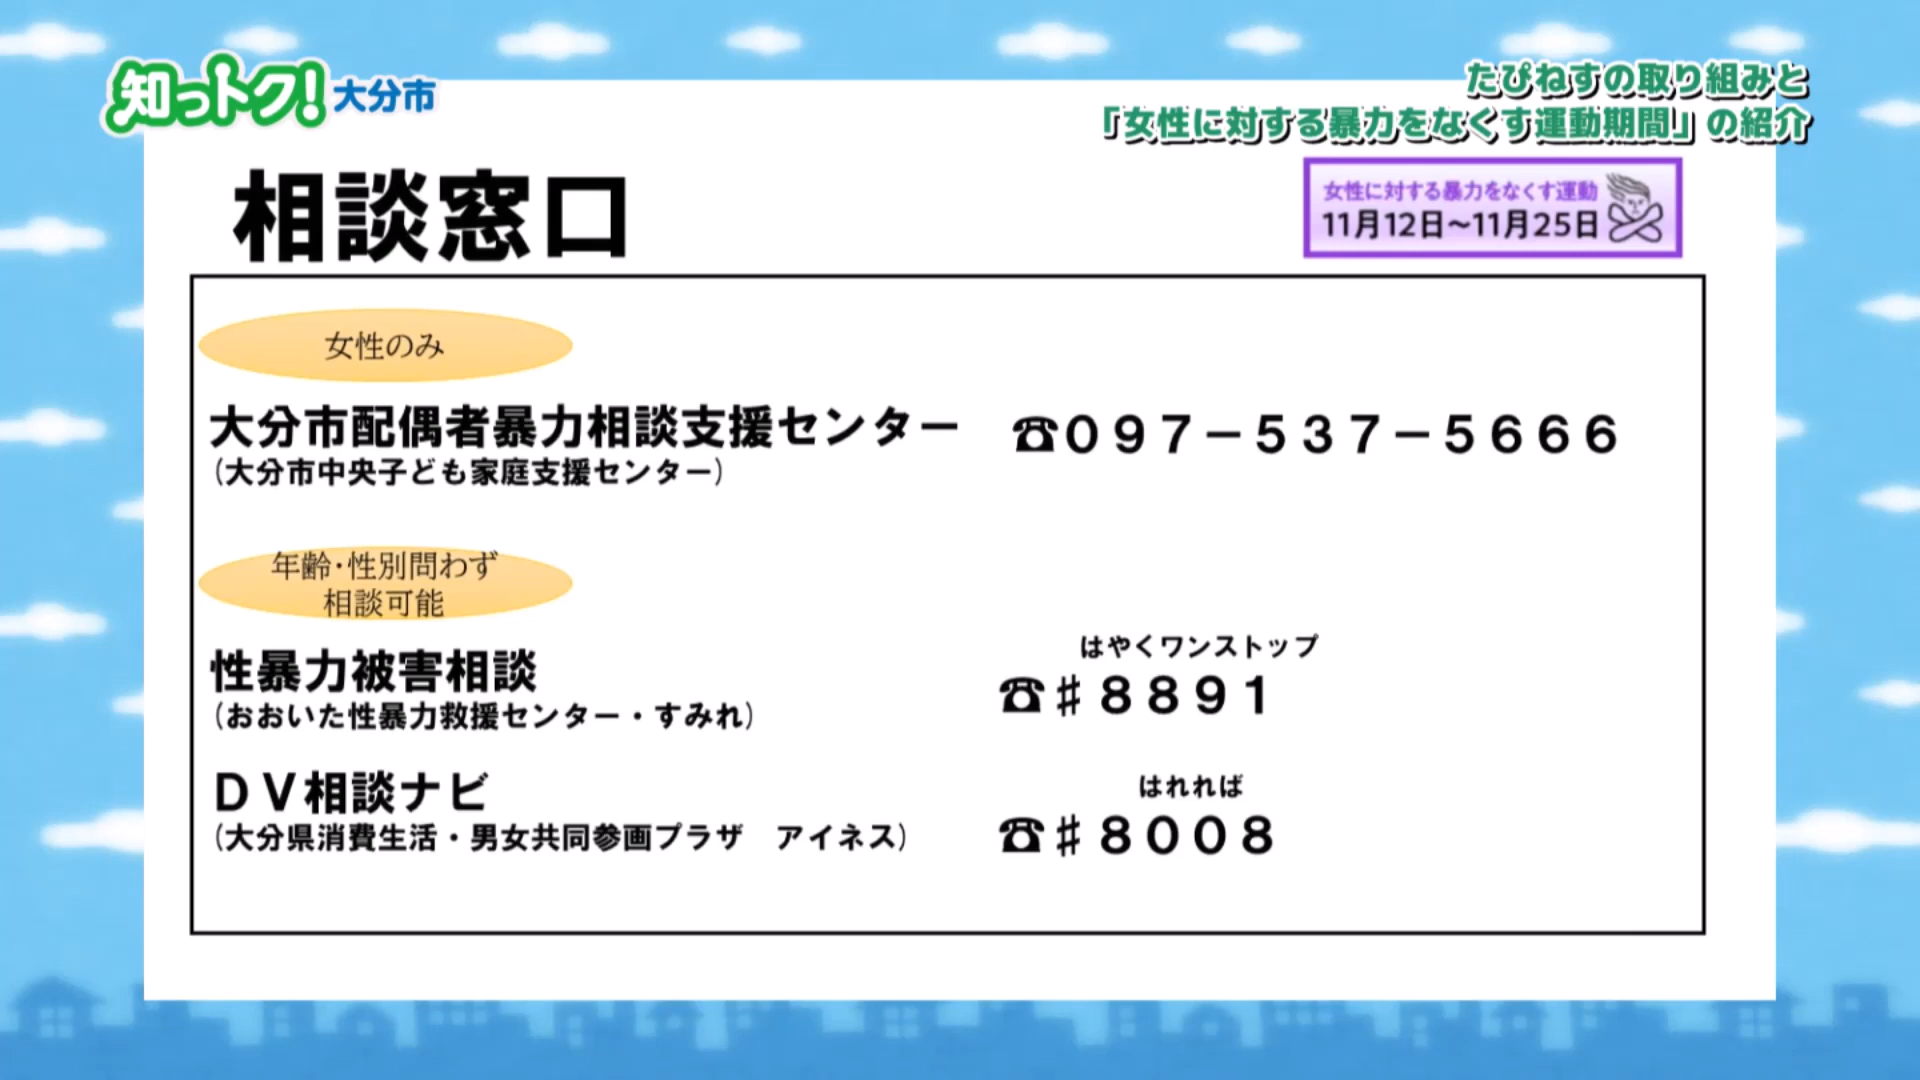 知っトク!大分市
たぴねすの取り組みと
「女性に対する暴力をなくす運動期間」の紹介
相談窓口
女性に対する暴力をなくす運動
11月12日~11月25日
女性のみ
大分市配偶者暴力相談支援センター ☎097-537-5666
(大分市中央子ども家庭支援センター)
年齢・性別問わず
相談可能
はやくワンストップ
性暴力被害相談 ☎♯8891
(おおいた性暴力救援センター・すみれ)
はれれば
DV相談ナビ ☎♯8008
(大分県消費生活・男女共同参画プラザ アイネス)